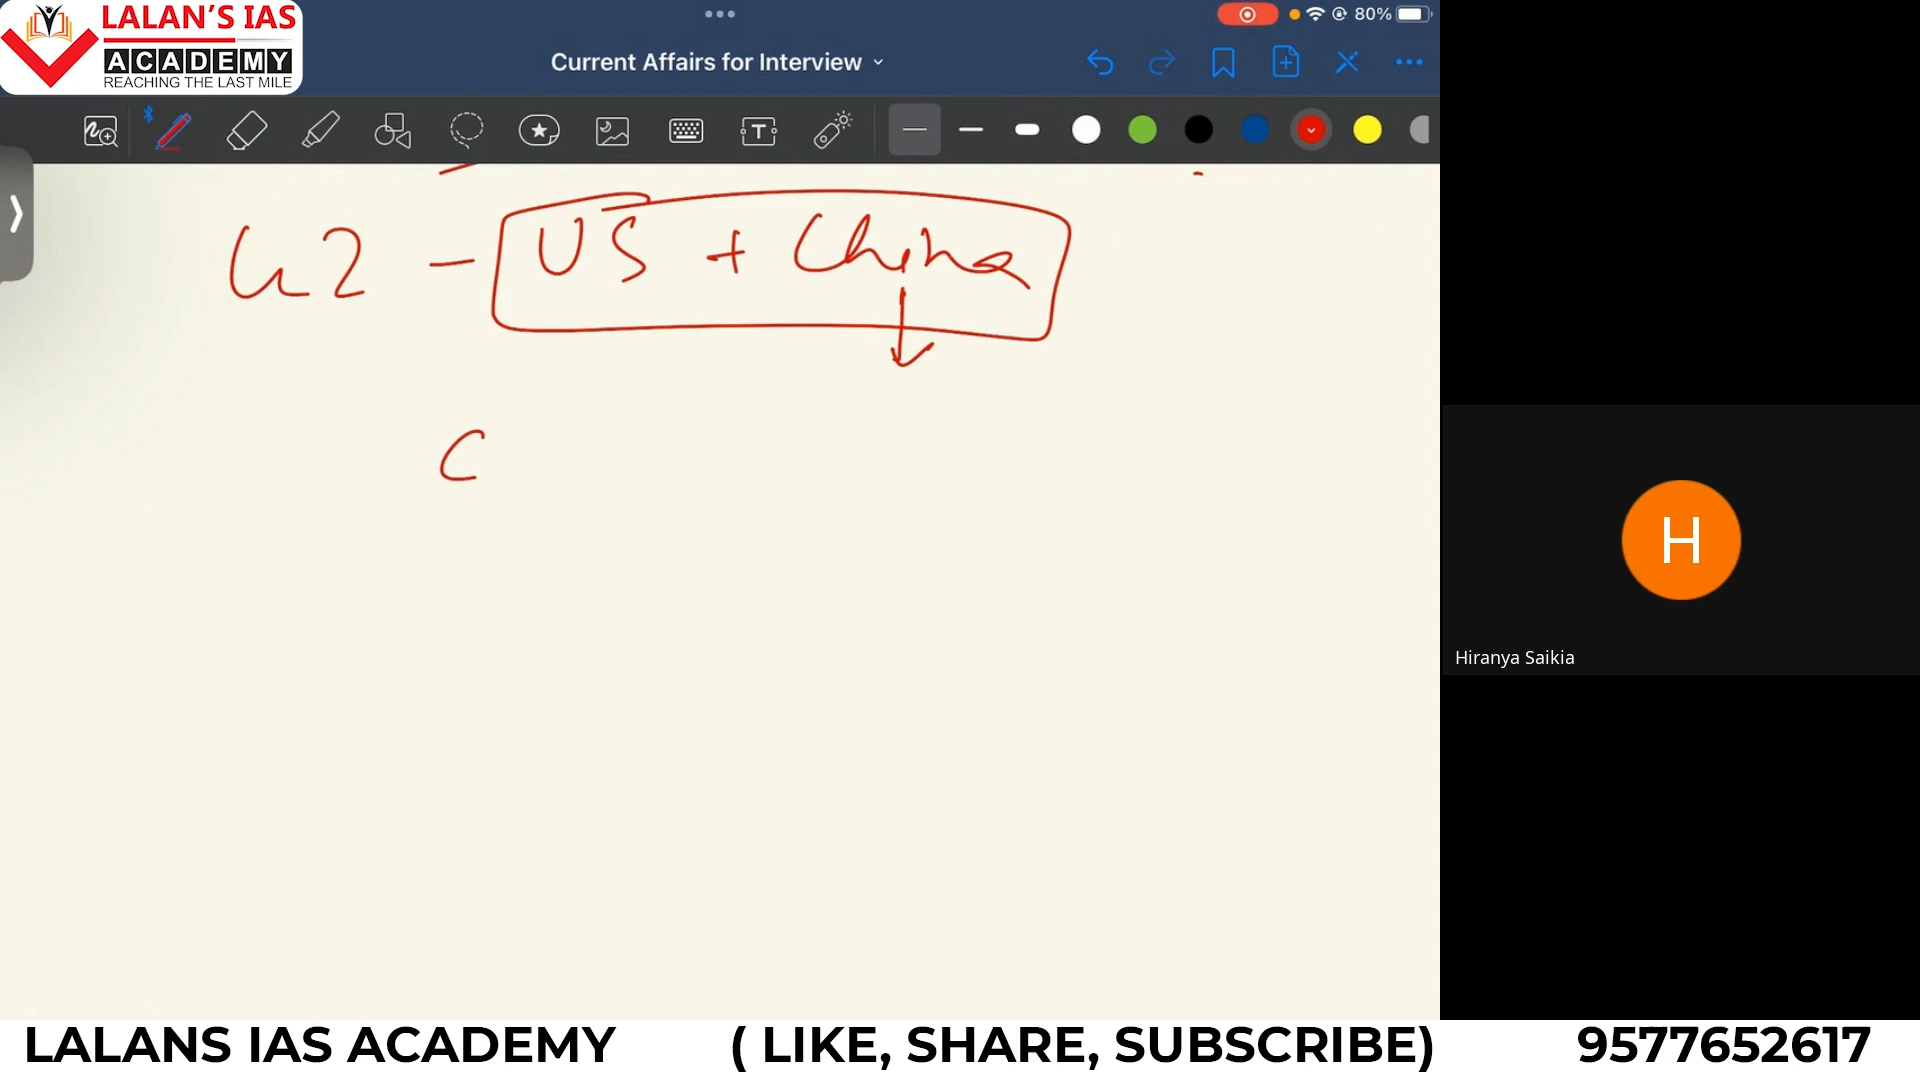 LALAN'S IAS
ACADEMY
REACHING THE LAST MILE
80%
Current Affairs for Interview
T
G2 - US + China
C
H
Hiranya Saikia
LALANS IAS ACADEMY ( LIKE, SHARE, SUBSCRIBE) 9577652617